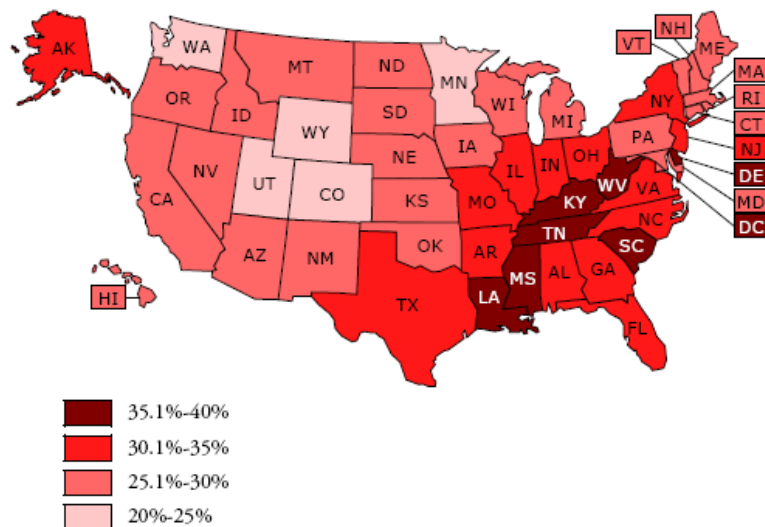 AK
WA
MT
ND
MN
VT
NH
ME
OR
ID
SD
WI
MI
NY
MA
RI
WY
IA
PA
CT
NV
NE
IL
IN
OH
NJ
CA
UT
CO
KS
MO
KY
WV
VA
DE
MD
AZ
NM
OK
AR
TN
NC
DC
HI
TX
LA
MS
AL
GA
SC
FL
35.1%-40%
30.1%-35%
25.1%-30%
20%-25%